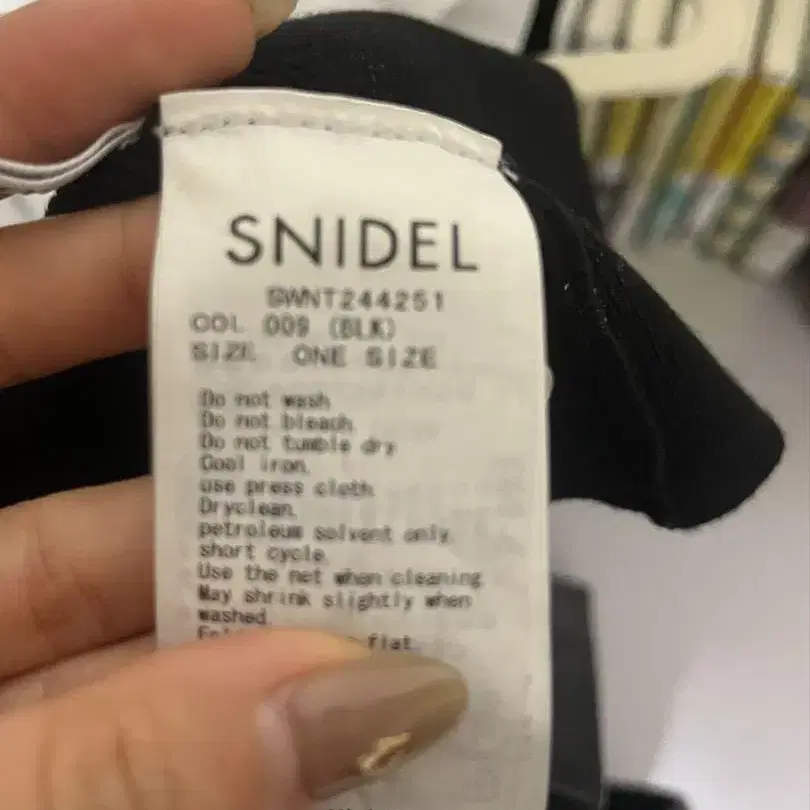 SNIDEL
SWNT244251
COL 009 (BLK)
SIZE ONE SIZE
Do not wash
Do not bleach
Do not tumble dry
Cool iron.
use press cloth
Dryclean.
petroleum solvent only.
short cycle.
Use the net when cleaning
May shrink slightly when
washed.
flat.